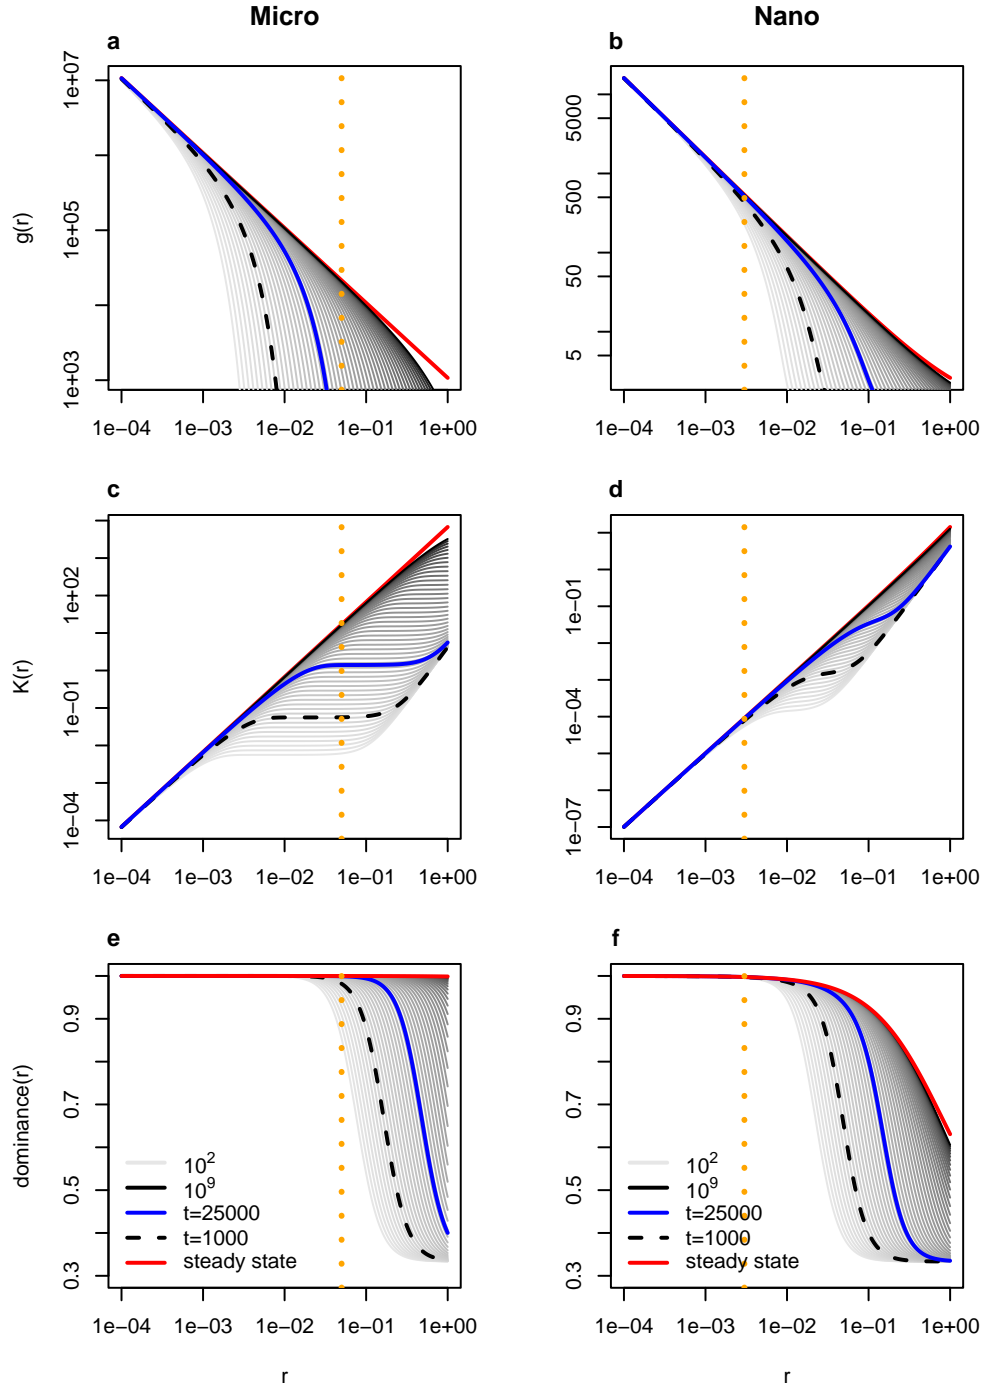 Micro
Nano
a
b
g(r)
1e+07
1e+05
1e+03
5000
500
50
5
1e−04 1e−03 1e−02 1e−01 1e+00
1e−04 1e−03 1e−02 1e−01 1e+00
c
d
K(r)
1e+02
1e−01
1e−04
1e−01
1e−04
1e−07
1e−04 1e−03 1e−02 1e−01 1e+00
1e−04 1e−03 1e−02 1e−01 1e+00
e
f
dominance(r)
0.9
0.7
0.5
0.3
10^2
10^9
t=25000
t=1000
steady state
0.9
0.7
0.5
0.3
10^2
10^9
t=25000
t=1000
steady state
1e−04 1e−03 1e−02 1e−01 1e+00
1e−04 1e−03 1e−02 1e−01 1e+00
r
r